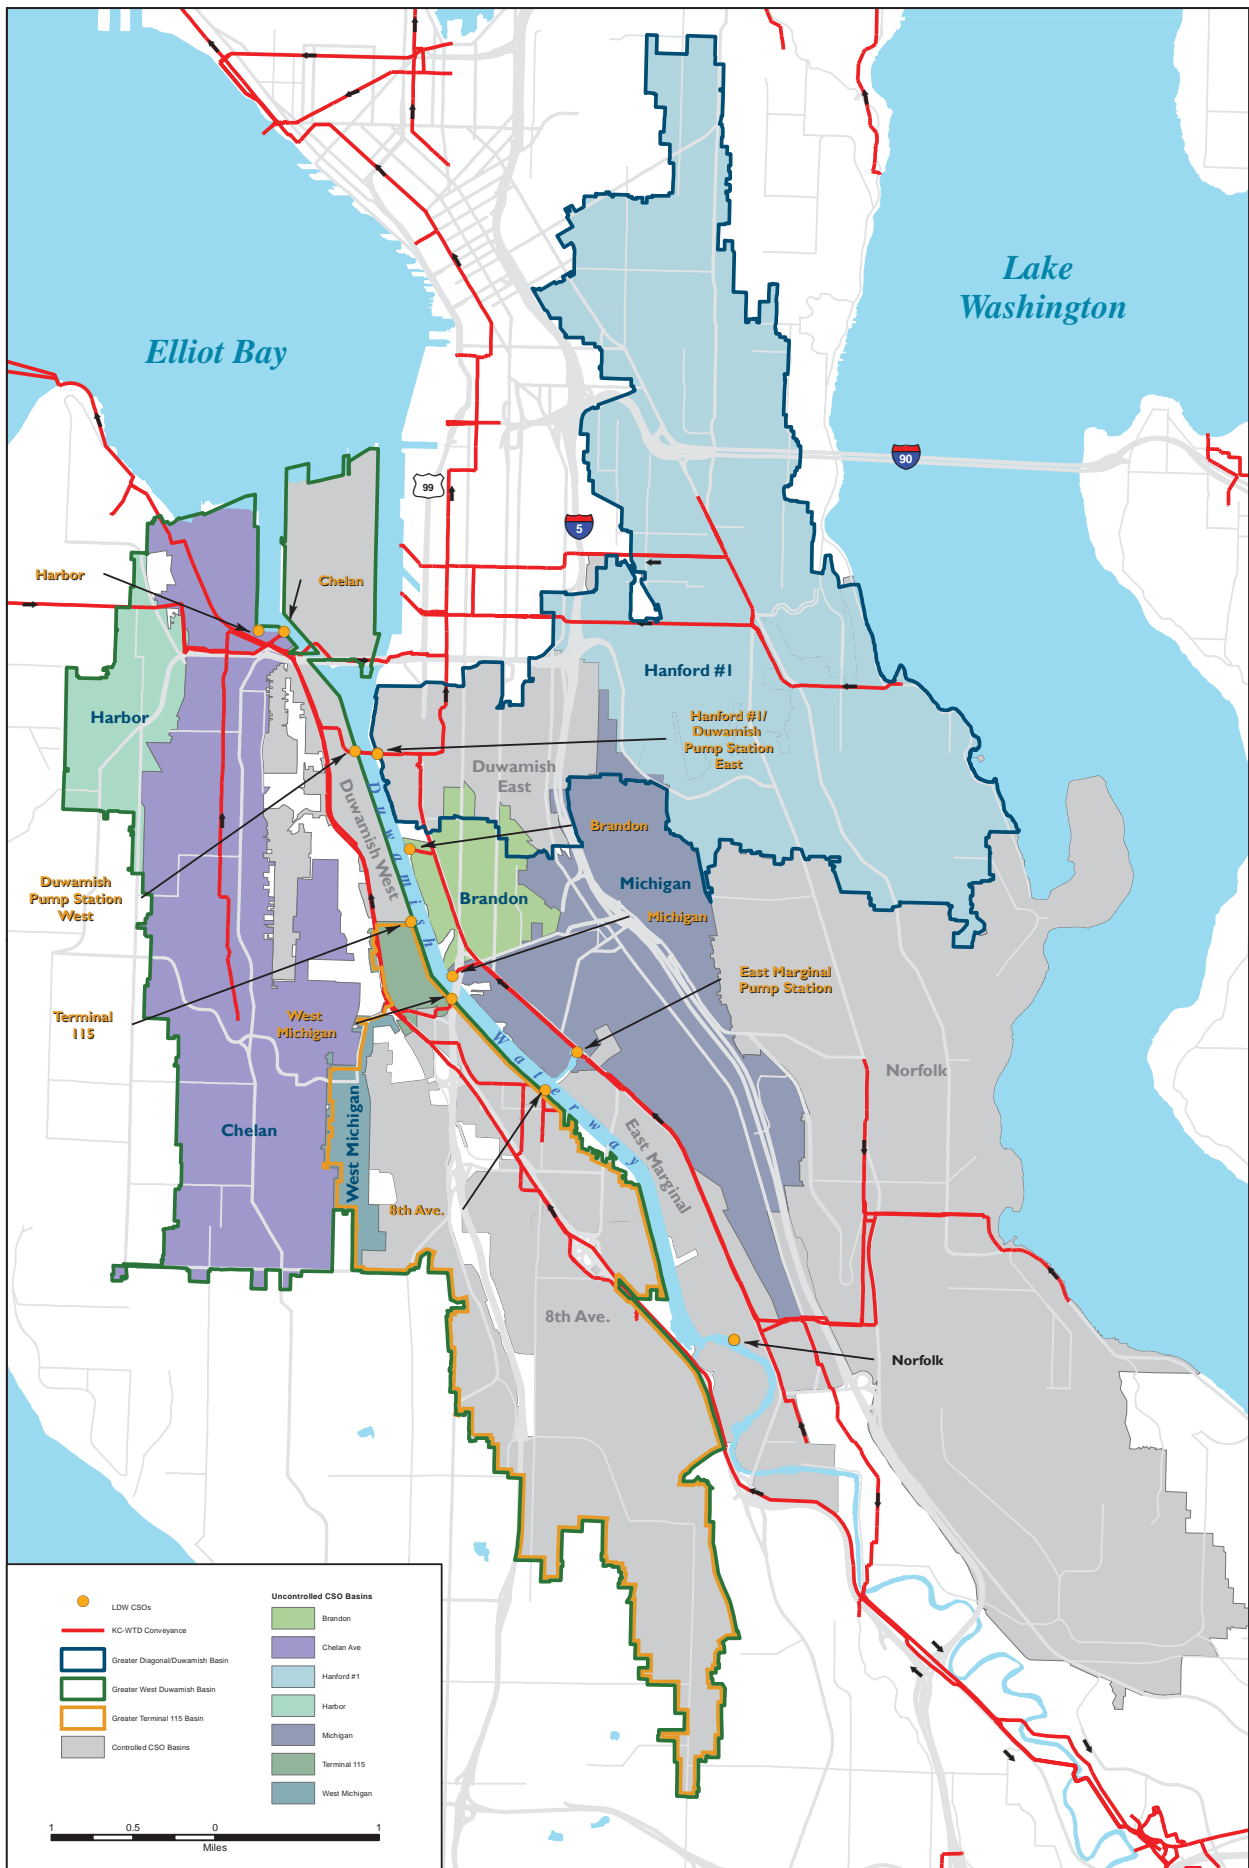 Lake
Washington
Elliot Bay
90
99
5
Harbor
Chelan
Hanford #1
Harbor
Hanford #1/
Duwamish
Pump Station
East
Duwamish
East
Duwamish West
Duwamish
Brandon
Duwamish
Pump Station
West
Michigan
Brandon
Michigan
East Marginal
Pump Station
Terminal
115
West
Michigan
Waterway
Norfolk
Chelan
West Michigan
East Marginal
8th Ave.
8th Ave.
Norfolk
LDW CSOs
KC-WTD Conveyance
Greater Diagonal/Duwamish Basin
Greater West Duwamish Basin
Greater Terminal 115 Basin
Controlled CSO Basins
Uncontrolled CSO Basins
Brandon
Chelan Ave
Hanford #1
Harbor
Michigan
Terminal 115
West Michigan
1 0.5 0 1
Miles